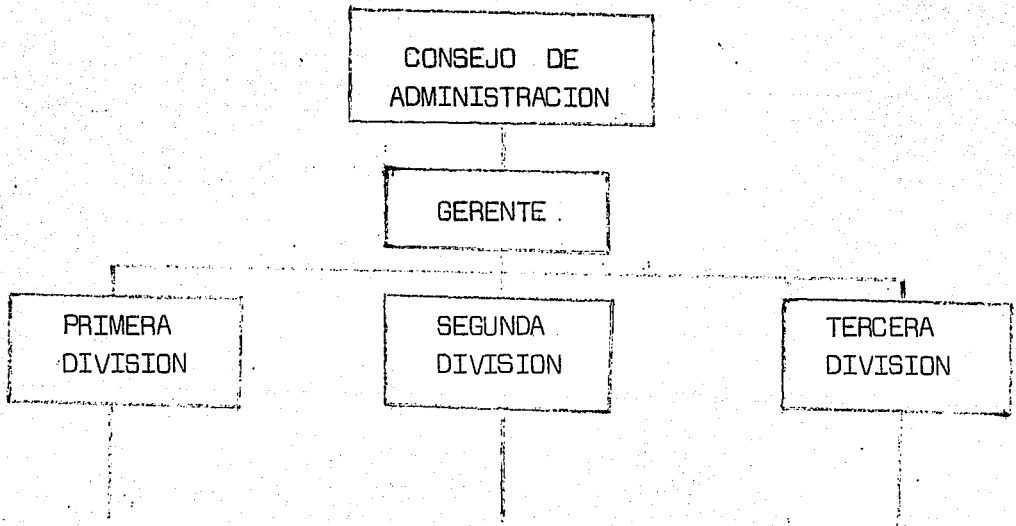 CONSEJO DE
ADMINISTRACION
GERENTE .
PRIMERA
DIVISION
SEGUNDA
DIVISION
TERCERA
DIVISION